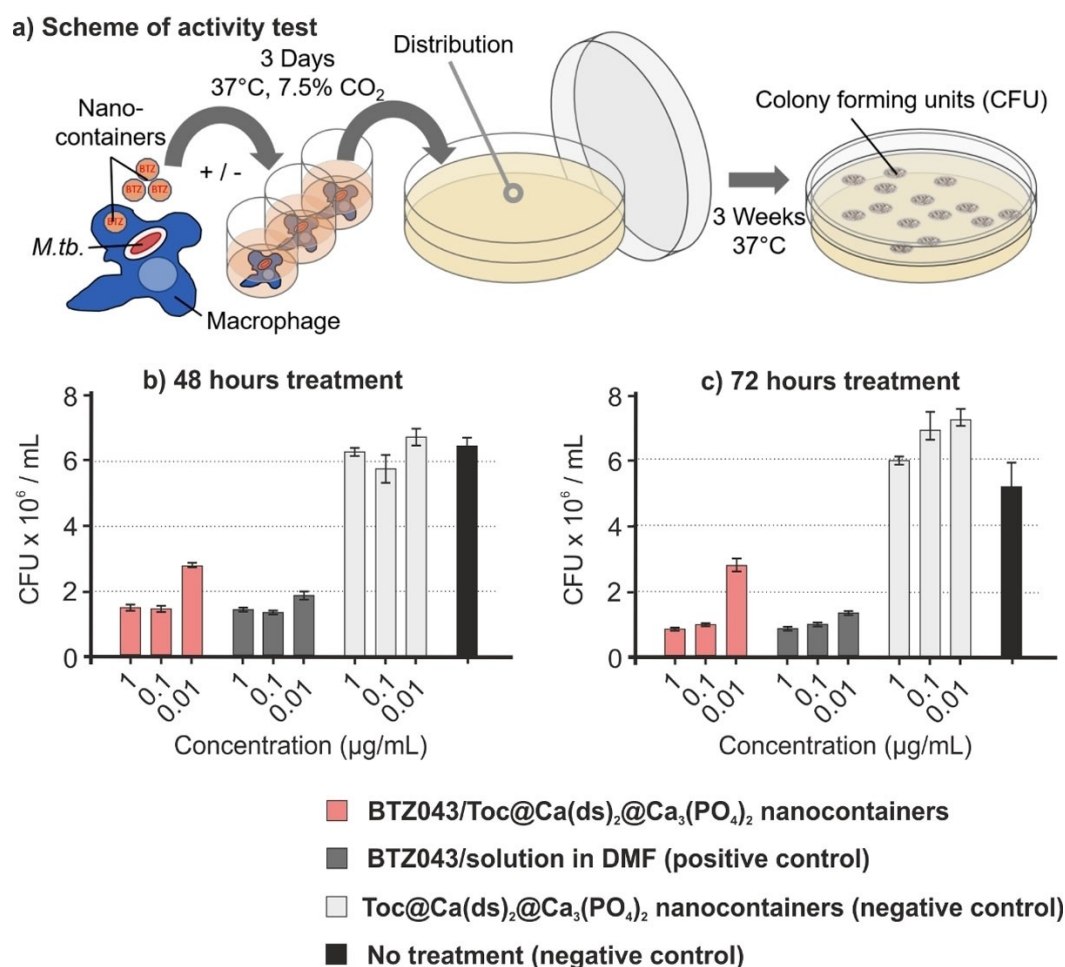 a) Scheme of activity test
3 Days
37°C, 7.5% CO₂
Distribution
Nano-
containers
+ / -
BTZ
BTZ BTZ
BTZ
M.tb.
Macrophage
Colony forming units (CFU)
3 Weeks
37°C
b) 48 hours treatment
8
6
4
2
0
CFU x 10⁶ / mL
1 0.1 0.01 1 0.1 0.01 1 0.1 0.01
Concentration (µg/mL)
c) 72 hours treatment
8
6
4
2
0
CFU x 10⁶ / mL
1 0.1 0.01 1 0.1 0.01 1 0.1 0.01
Concentration (µg/mL)
BTZ043/Toc@Ca(ds)₂@Ca₃(PO₄)₂ nanocontainers
BTZ043/solution in DMF (positive control)
Toc@Ca(ds)₂@Ca₃(PO₄)₂ nanocontainers (negative control)
No treatment (negative control)